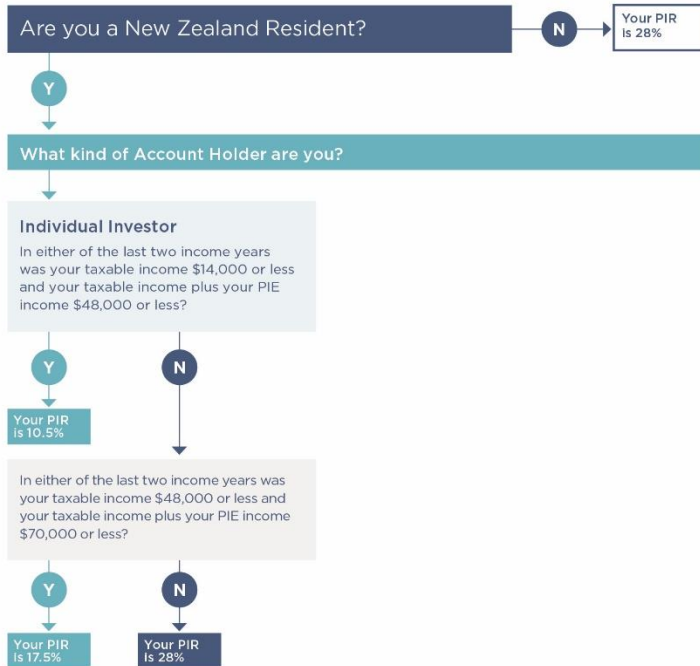 Are you a New Zealand Resident?
N
Your PIR
is 28%
Y
What kind of Account Holder are you?
Individual Investor
In either of the last two income years
was your taxable income $14,000 or less
and your taxable income plus your PIE
income $48,000 or less?
Y
N
Your PIR
is 10.5%
In either of the last two income years was
your taxable income $48,000 or less and
your taxable income plus your PIE income
$70,000 or less?
Y
N
Your PIR
is 17.5%
Your PIR
is 28%